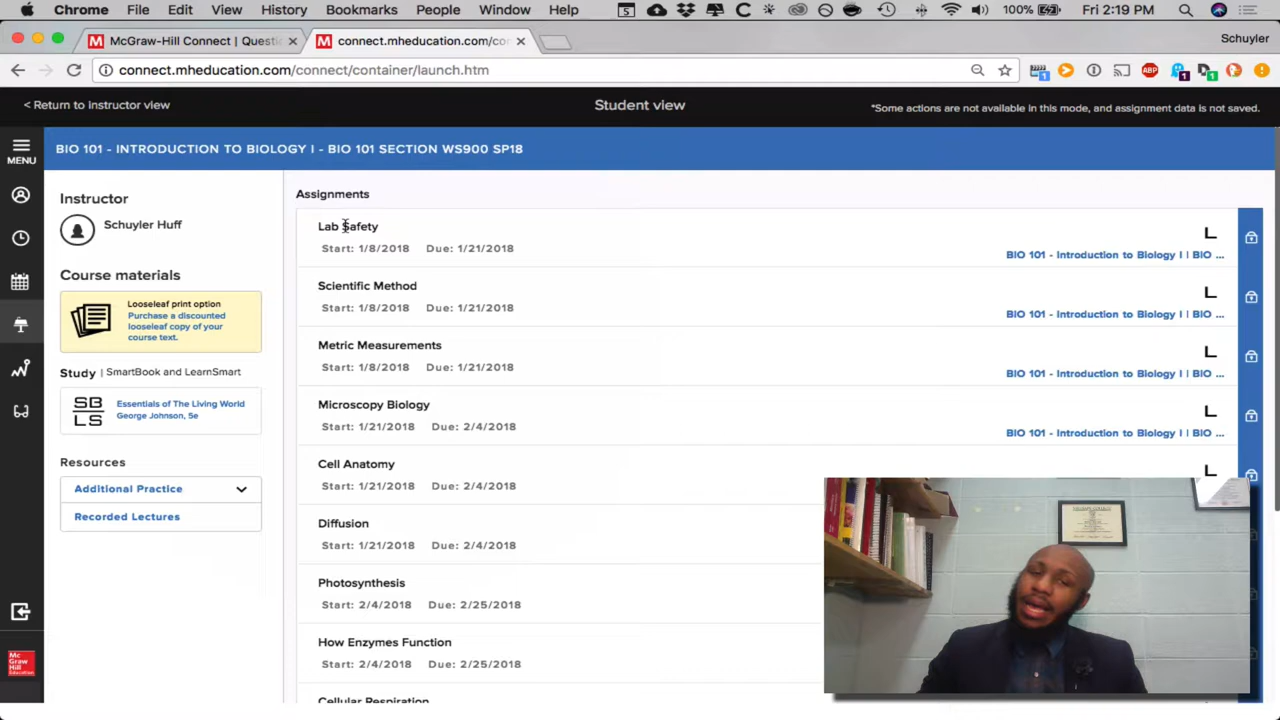 Chrome File Edit View History Bookmarks People Window Help 100% Fri 2:19 PM
McGraw-Hill Connect | Questi
connect.mheducation.com/co
Schuyler
connect.mheducation.com/connect/container/launch.htm
ABP
1 1 1
< Return to instructor view
Student view
*Some actions are not available in this mode, and assignment data is not saved.
MENU
BIO 101 - INTRODUCTION TO BIOLOGY I - BIO 101 SECTION WS900 SP18
Instructor
Schuyler Huff
Course materials
Looseleaf print option
Purchase a discounted
looseleaf copy of your
course text.
Study | SmartBook and LearnSmart
SB
LS
Essentials of The Living World
George Johnson, 5e
Resources
Additional Practice
Recorded Lectures
Mc
Graw
Hill
Education
Assignments
Lab Safety
Start: 1/8/2018 Due: 1/21/2018
L
BIO 101 - Introduction to Biology I | BIO ...
Scientific Method
Start: 1/8/2018 Due: 1/21/2018
L
BIO 101 - Introduction to Biology I | BIO ...
Metric Measurements
Start: 1/8/2018 Due: 1/21/2018
L
BIO 101 - Introduction to Biology I | BIO ...
Microscopy Biology
Start: 1/21/2018 Due: 2/4/2018
L
BIO 101 - Introduction to Biology I | BIO ...
Cell Anatomy
Start: 1/21/2018 Due: 2/4/2018
L
Diffusion
Start: 1/21/2018 Due: 2/4/2018
Photosynthesis
Start: 2/4/2018 Due: 2/25/2018
How Enzymes Function
Start: 2/4/2018 Due: 2/25/2018
Cellular Respiration